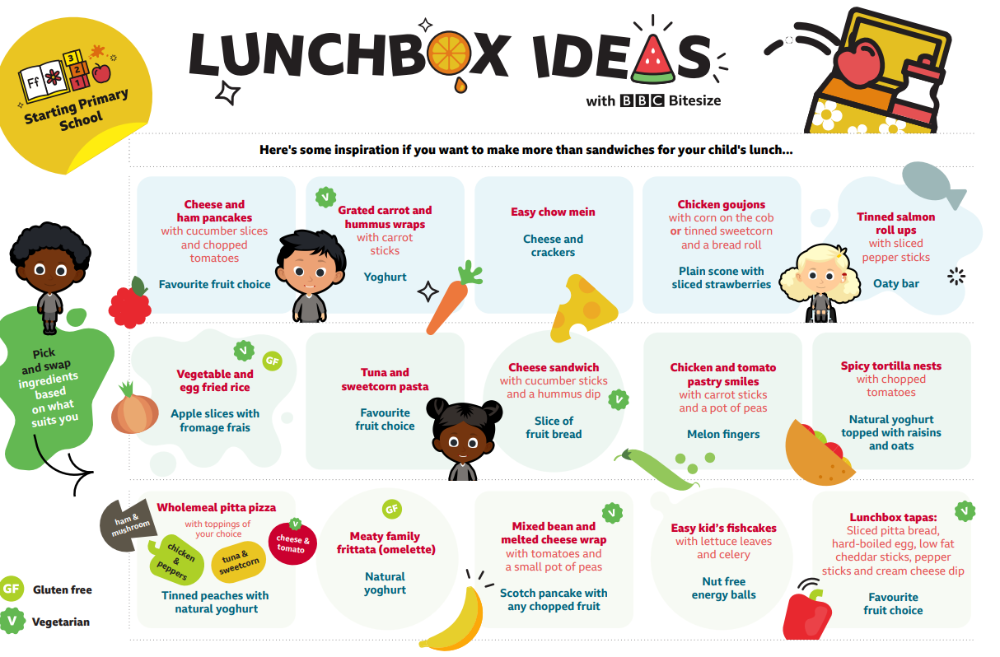 LUNCHBOX IDEAS
with BBC Bitesize
Ff
3
2
1
Starting Primary
School
Here's some inspiration if you want to make more than sandwiches for your child's lunch...
Cheese and
ham pancakes
with cucumber slices
and chopped
tomatoes
Favourite fruit choice
V
Grated carrot and
hummus wraps
with carrot
sticks
Yoghurt
Easy chow mein
Cheese and
crackers
Chicken goujons
with corn on the cob
or tinned sweetcorn
and a bread roll
Plain scone with
sliced strawberries
Tinned salmon
roll ups
with sliced
pepper sticks
Oaty bar
Pick
and swap
ingredients
based
on what
suits you
V
GF
Vegetable and
egg fried rice
Apple slices with
fromage frais
Tuna and
sweetcorn pasta
Favourite
fruit choice
Cheese sandwich
with cucumber sticks
and a hummus dip
V
Slice of
fruit bread
Chicken and tomato
pastry smiles
with carrot sticks
and a pot of peas
Melon fingers
Spicy tortilla nests
with chopped
tomatoes
Natural yoghurt
topped with raisins
and oats
Wholemeal pitta pizza
with toppings of
your choice
ham &
mushroom
chicken
&
peppers
tuna &
sweetcorn
V
cheese &
tomato
Tinned peaches with
natural yoghurt
GF
Meaty family
frittata (omelette)
Natural
yoghurt
V
Mixed bean and
melted cheese wrap
with tomatoes and
a small pot of peas
Scotch pancake with
any chopped fruit
Easy kid's fishcakes
with lettuce leaves
and celery
Nut free
energy balls
V
Lunchbox tapas:
Sliced pitta bread,
hard-boiled egg, low fat
cheddar sticks, pepper
sticks and cream cheese dip
Favourite
fruit choice
GF Gluten free
V Vegetarian